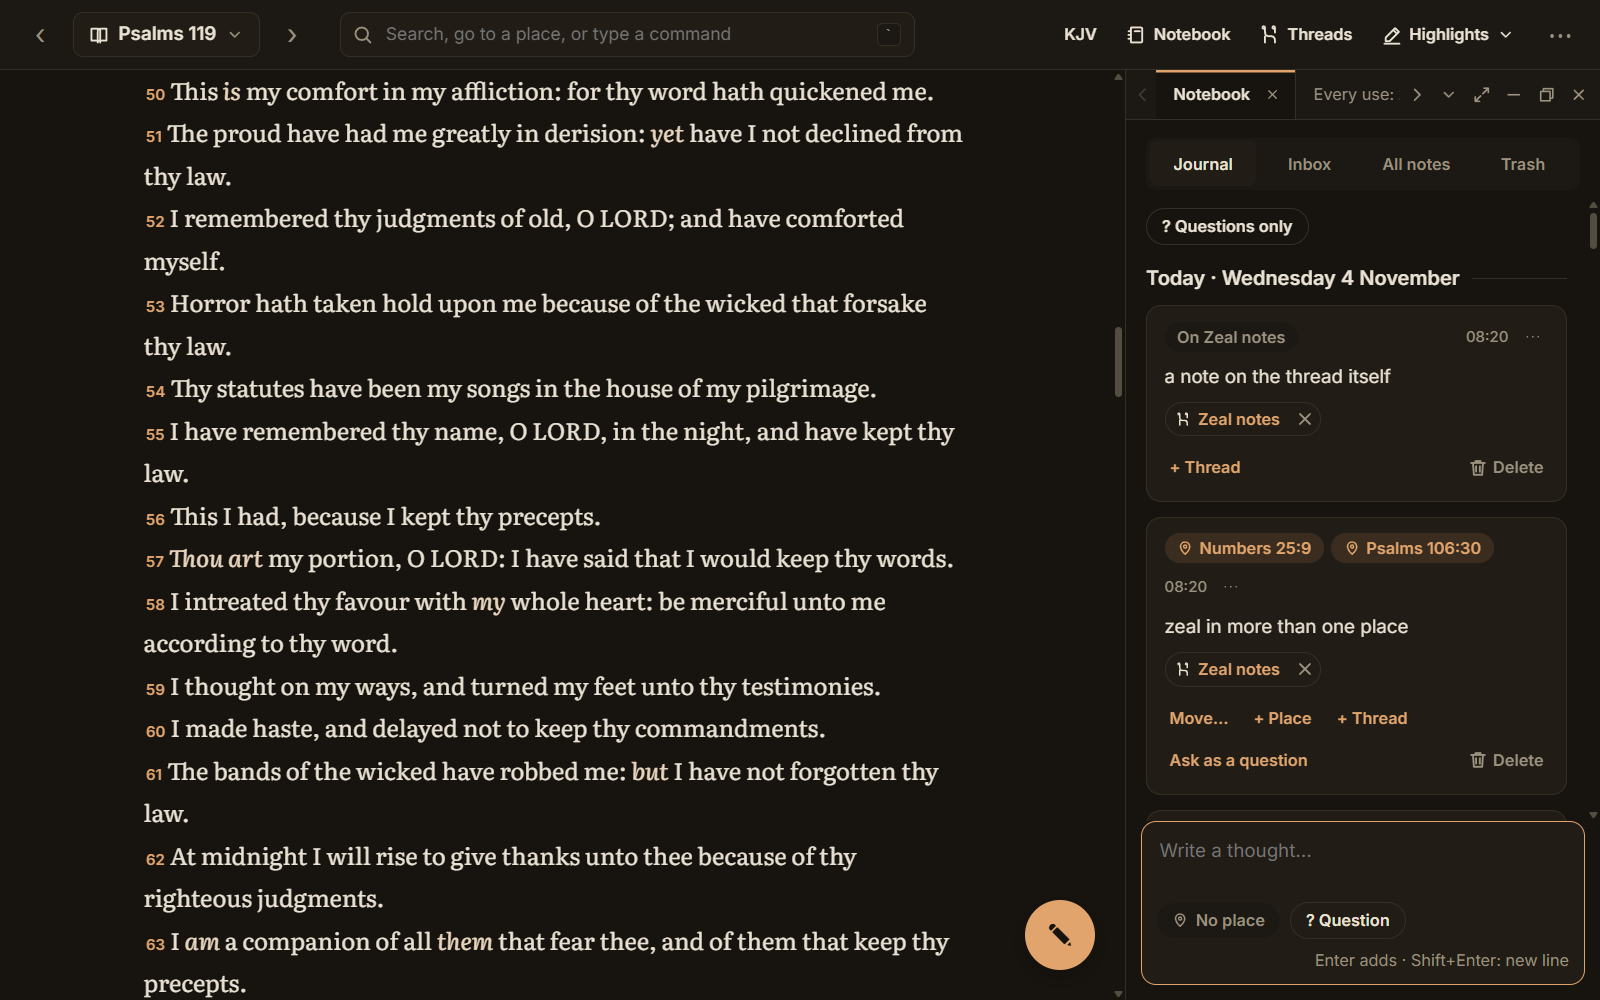 Psalms 119
Search, go to a place, or type a command
`
KJV
Notebook
Threads
Highlights
50 This is my comfort in my affliction: for thy word hath quickened me.
51 The proud have had me greatly in derision: yet have I not declined from
thy law.
52 I remembered thy judgments of old, O LORD; and have comforted
myself.
53 Horror hath taken hold upon me because of the wicked that forsake
thy law.
54 Thy statutes have been my songs in the house of my pilgrimage.
55 I have remembered thy name, O LORD, in the night, and have kept thy
law.
56 This I had, because I kept thy precepts.
57 Thou art my portion, O LORD: I have said that I would keep thy words.
58 I intreated thy favour with my whole heart: be merciful unto me
according to thy word.
59 I thought on my ways, and turned my feet unto thy testimonies.
60 I made haste, and delayed not to keep thy commandments.
61 The bands of the wicked have robbed me: but I have not forgotten thy
law.
62 At midnight I will rise to give thanks unto thee because of thy
righteous judgments.
63 I am a companion of all them that fear thee, and of them that keep thy
precepts.
Notebook
Every use:
Journal
Inbox
All notes
Trash
? Questions only
Today · Wednesday 4 November
On Zeal notes
08:20
a note on the thread itself
Zeal notes
+ Thread
Delete
Numbers 25:9
Psalms 106:30
08:20
zeal in more than one place
Zeal notes
Move...
+ Place
+ Thread
Ask as a question
Delete
Write a thought...
No place
? Question
Enter adds · Shift+Enter: new line